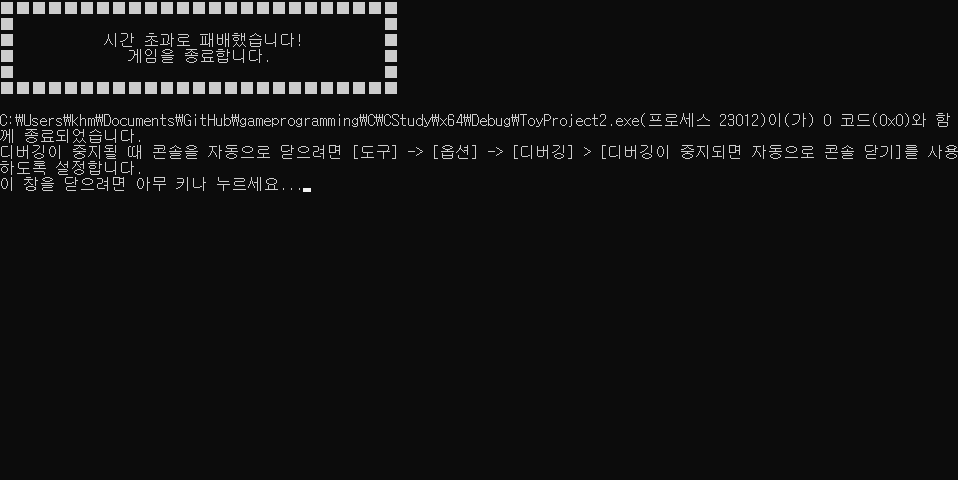 시간 초과로 패배했습니다!
게임을 종료합니다.
C:₩Users₩khm₩Documents₩GitHub₩gameprogramming₩C₩CStudy₩x64₩Debug₩ToyProject2.exe(프로세스 23012)이(가) 0 코드(0x0)와 함
께 종료되었습니다.
디버깅이 중지될 때 콘솔을 자동으로 닫으려면 [도구] -> [옵션] -> [디버깅] > [디버깅이 중지되면 자동으로 콘솔 닫기]를 사용
하도록 설정합니다.
이 창을 닫으려면 아무 키나 누르세요...